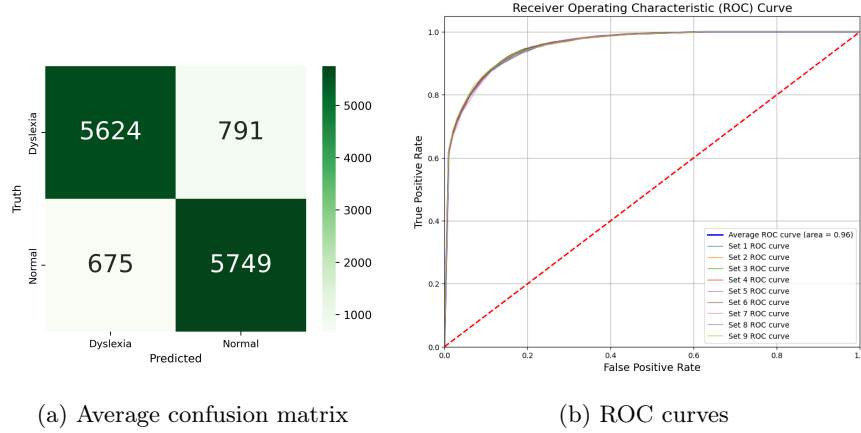 Truth
Dyslexia
Normal
5624
791
675
5749
Dyslexia
Normal
Predicted
5000
4000
3000
2000
1000
(a) Average confusion matrix
Receiver Operating Characteristic (ROC) Curve
True Positive Rate
1.0
0.8
0.6
0.4
0.2
0.0
0.0
0.2
0.4
0.6
0.8
1.
False Positive Rate
Average ROC curve (area = 0.96)
Set 1 ROC curve
Set 2 ROC curve
Set 3 ROC curve
Set 4 ROC curve
Set 5 ROC curve
Set 6 ROC curve
Set 7 ROC curve
Set 8 ROC curve
Set 9 ROC curve
(b) ROC curves